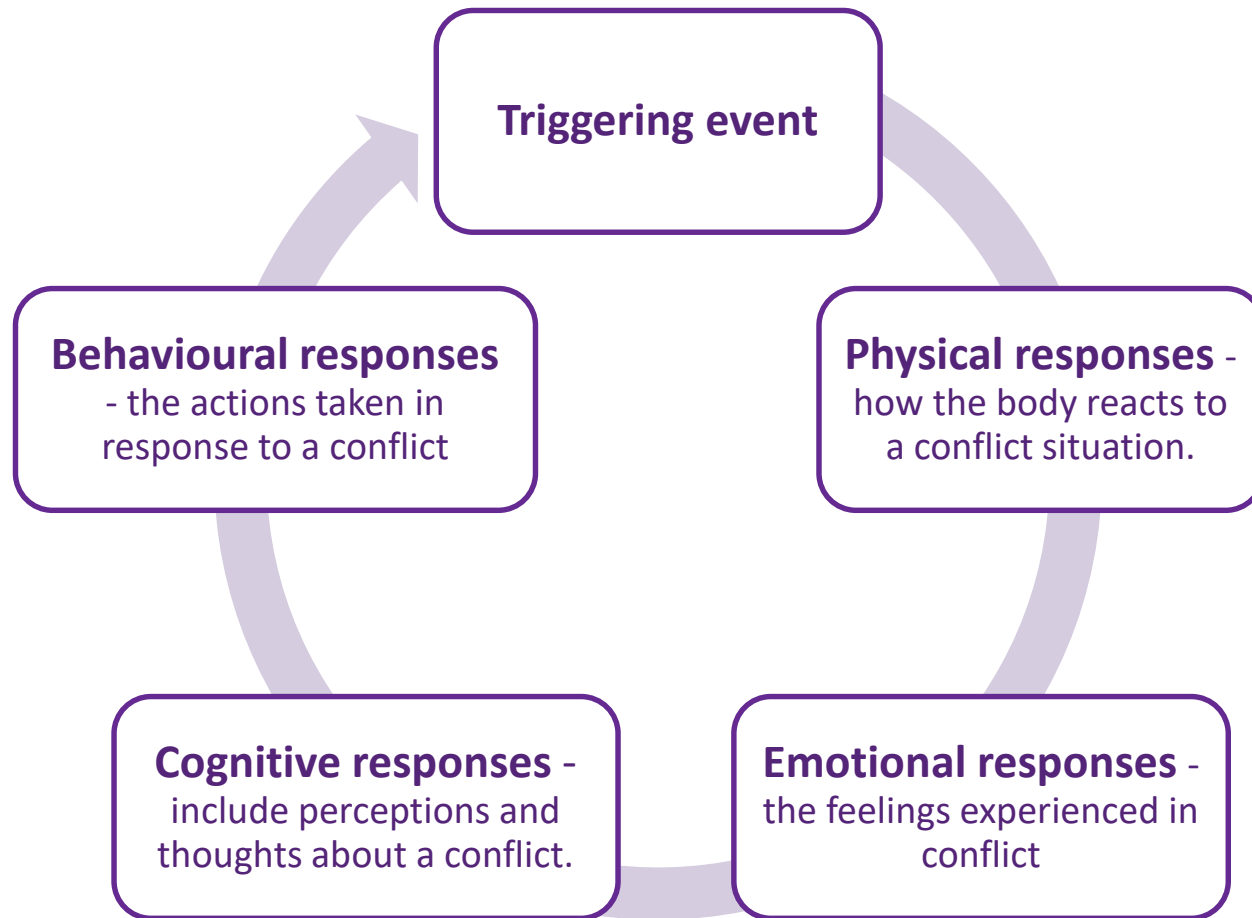 Triggering event
Physical responses -
how the body reacts to
a conflict situation.
Emotional responses -
the feelings experienced in
conflict
Cognitive responses -
include perceptions and
thoughts about a conflict.
Behavioural responses
- the actions taken in
response to a conflict